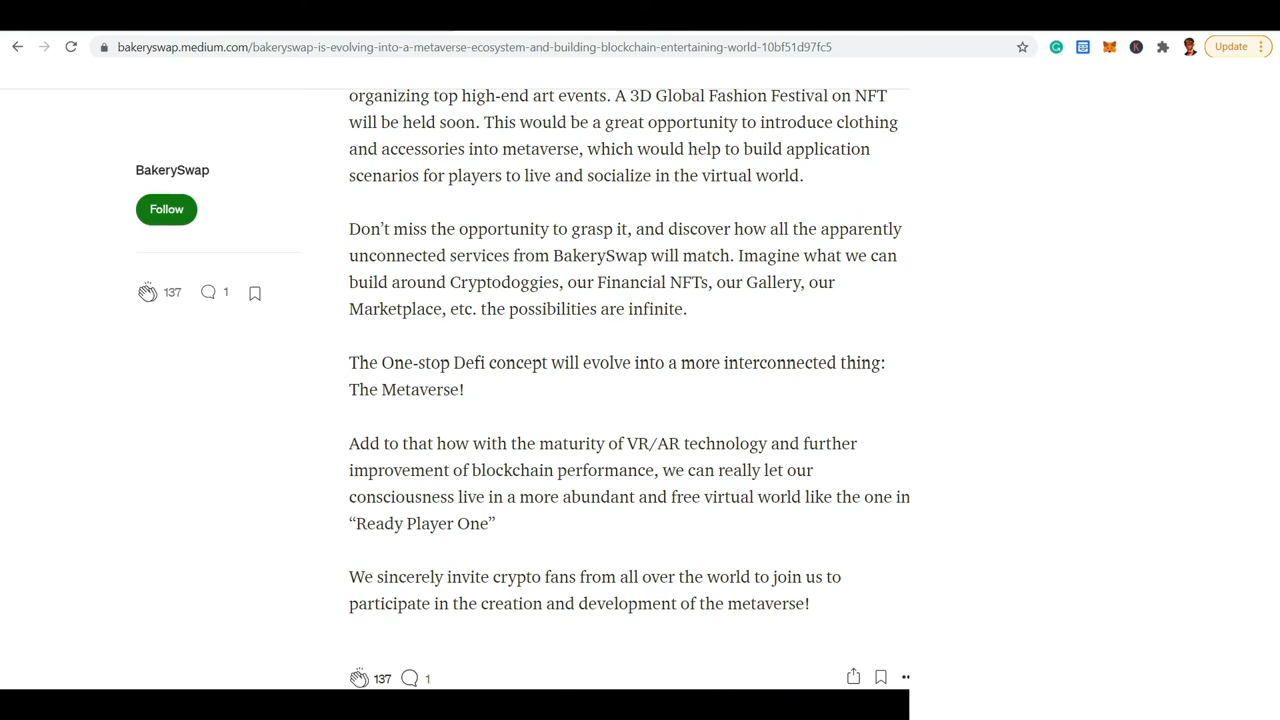 bakeryswap.medium.com/bakeryswap-is-evolving-into-a-metaverse-ecosystem-and-building-blockchain-entertaining-world-10bf51d97fc5
Update
organizing top high-end art events. A 3D Global Fashion Festival on NFT
will be held soon. This would be a great opportunity to introduce clothing
and accessories into metaverse, which would help to build application
scenarios for players to live and socialize in the virtual world.
BakerySwap
Follow
137 1
Don’t miss the opportunity to grasp it, and discover how all the apparently
unconnected services from BakerySwap will match. Imagine what we can
build around Cryptodoggies, our Financial NFTs, our Gallery, our
Marketplace, etc. the possibilities are infinite.
The One-stop Defi concept will evolve into a more interconnected thing:
The Metaverse!
Add to that how with the maturity of VR/AR technology and further
improvement of blockchain performance, we can really let our
consciousness live in a more abundant and free virtual world like the one in
“Ready Player One”
We sincerely invite crypto fans from all over the world to join us to
participate in the creation and development of the metaverse!
137 1